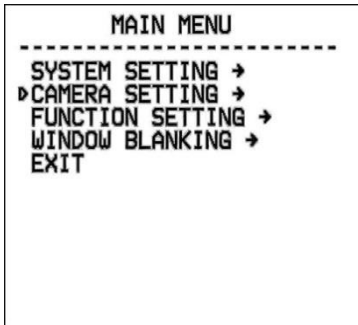 MAIN MENU
SYSTEM SETTING →
CAMERA SETTING →
FUNCTION SETTING →
WINDOW BLANKING →
EXIT